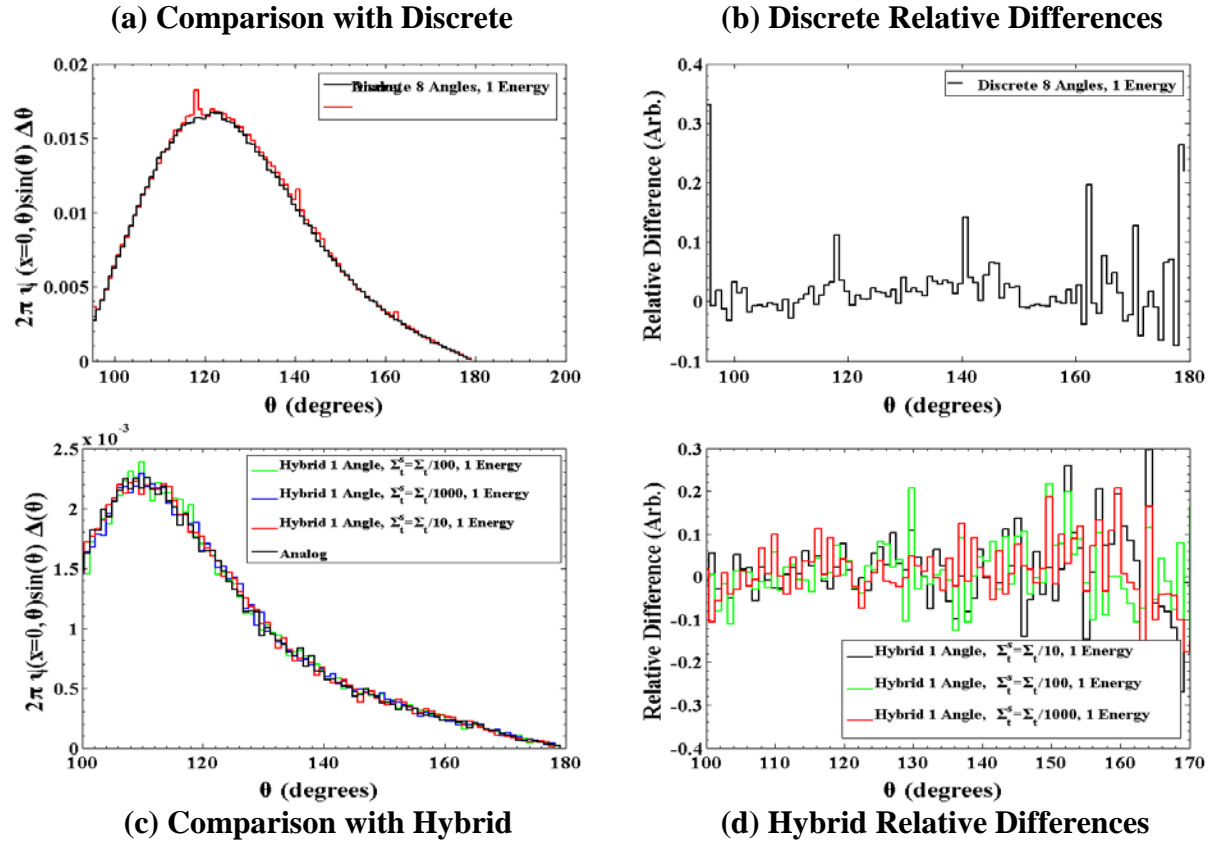 (a) Comparison with Discrete
(b) Discrete Relative Differences
0.02
0.015
0.01
0.005
0
2π ψ (x=0, θ)sin(θ) Δθ
Discrete 8 Angles, 1 Energy
100 120 140 160 180 200
θ (degrees)
0.4
0.3
0.2
0.1
0
-0.1
Relative Difference (Arb.)
Discrete 8 Angles, 1 Energy
100 120 140 160 180
θ (degrees)
x 10⁻³
2.5
2
1.5
1
0.5
0
2π ψ(x=0, θ)sin(θ) Δ(θ)
Hybrid 1 Angle, Σₜˢ=Σₜ/100, 1 Energy
Hybrid 1 Angle, Σₜˢ=Σₜ/1000, 1 Energy
Hybrid 1 Angle, Σₜˢ=Σₜ/10, 1 Energy
Analog
100 120 140 160 180
θ (degrees)
0.3
0.2
0.1
0
-0.1
-0.2
-0.3
-0.4
Relative Difference (Arb.)
Hybrid 1 Angle, Σₜˢ=Σₜ/10, 1 Energy
Hybrid 1 Angle, Σₜˢ=Σₜ/100, 1 Energy
Hybrid 1 Angle, Σₜˢ=Σₜ/1000, 1 Energy
100 110 120 130 140 150 160 170
θ (degrees)
(c) Comparison with Hybrid
(d) Hybrid Relative Differences